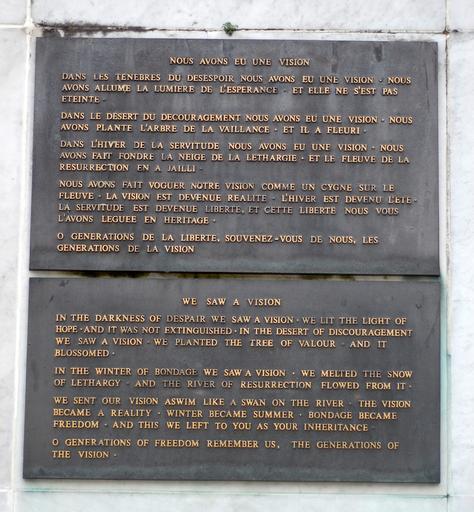 NOUS AVONS EU UNE VISION
DANS LES TENEBRES DU DESESPOIR NOUS AVONS EU UNE VISION · NOUS
AVONS ALLUME LA LUMIERE DE L'ESPERANCE · ET ELLE NE S'EST PAS
ETEINTE ·
DANS LE DESERT DU DECOURAGEMENT NOUS AVONS EU UNE VISION · NOUS
AVONS PLANTE L'ARBRE DE LA VAILLANCE · ET IL A FLEURI ·
DANS L'HIVER DE LA SERVITUDE NOUS AVONS EU UNE VISION · NOUS
AVONS FAIT FONDRE LA NEIGE DE LA LETHARGIE · ET LE FLEUVE DE LA
RESURRECTION EN A JAILLI ·
NOUS AVONS FAIT VOGUER NOTRE VISION COMME UN CYGNE SUR LE
FLEUVE · LA VISION EST DEVENUE REALITE · L'HIVER EST DEVENU L'ETE ·
LA SERVITUDE EST DEVENUE LIBERTE, ET CETTE LIBERTE NOUS VOUS
L'AVONS LEGUEE EN HERITAGE ·
O GENERATIONS DE LA LIBERTE, SOUVENEZ-VOUS DE NOUS, LES
GENERATIONS DE LA VISION
WE SAW A VISION
IN THE DARKNESS OF DESPAIR WE SAW A VISION · WE LIT THE LIGHT OF
HOPE · AND IT WAS NOT EXTINGUISHED · IN THE DESERT OF DISCOURAGEMENT
WE SAW A VISION · WE PLANTED THE TREE OF VALOUR · AND IT
BLOSSOMED ·
IN THE WINTER OF BONDAGE WE SAW A VISION · WE MELTED THE SNOW
OF LETHARGY · AND THE RIVER OF RESURRECTION FLOWED FROM IT ·
WE SENT OUR VISION ASWIM LIKE A SWAN ON THE RIVER · THE VISION
BECAME A REALITY · WINTER BECAME SUMMER · BONDAGE BECAME
FREEDOM · AND THIS WE LEFT TO YOU AS YOUR INHERITANCE ·
O GENERATIONS OF FREEDOM REMEMBER US, THE GENERATIONS OF
THE VISION ·